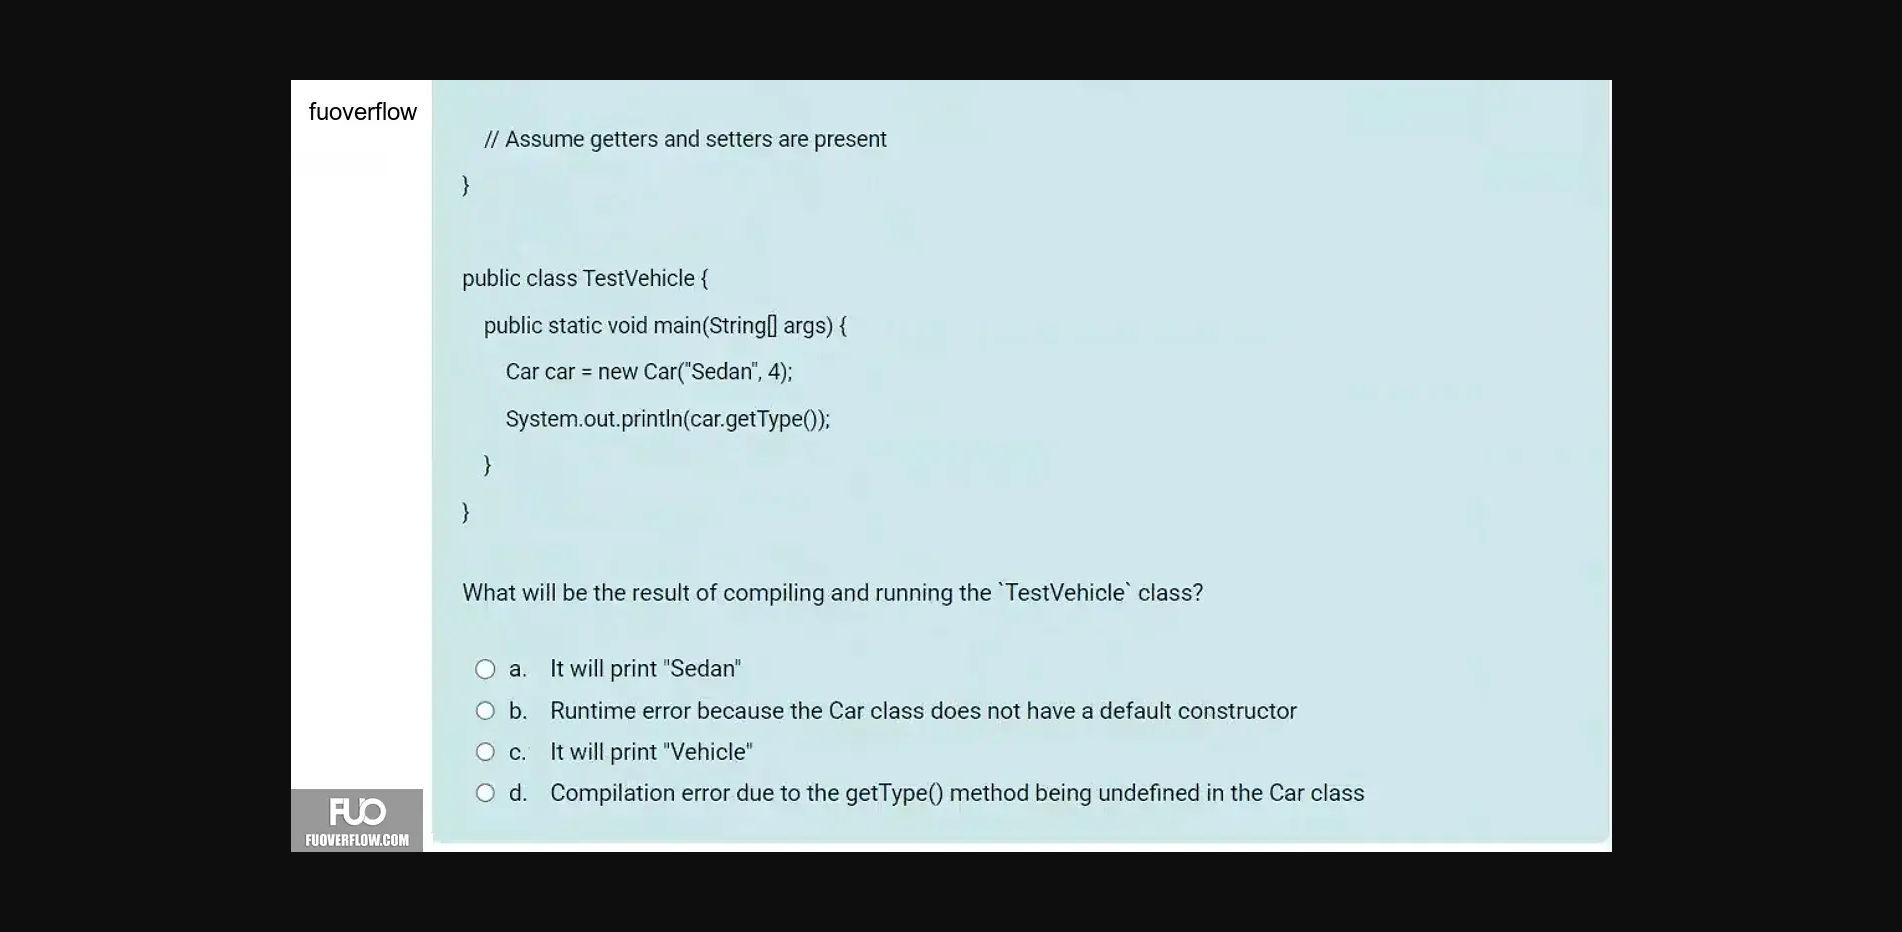 fuoverflow
// Assume getters and setters are present
}
public class TestVehicle {
public static void main(String[] args) {
Car car = new Car("Sedan", 4);
System.out.println(car.getType());
}
}
What will be the result of compiling and running the `TestVehicle` class?
a. It will print "Sedan"
b. Runtime error because the Car class does not have a default constructor
c. It will print "Vehicle"
d. Compilation error due to the getType() method being undefined in the Car class
FUO
FUOVERFLOW.COM